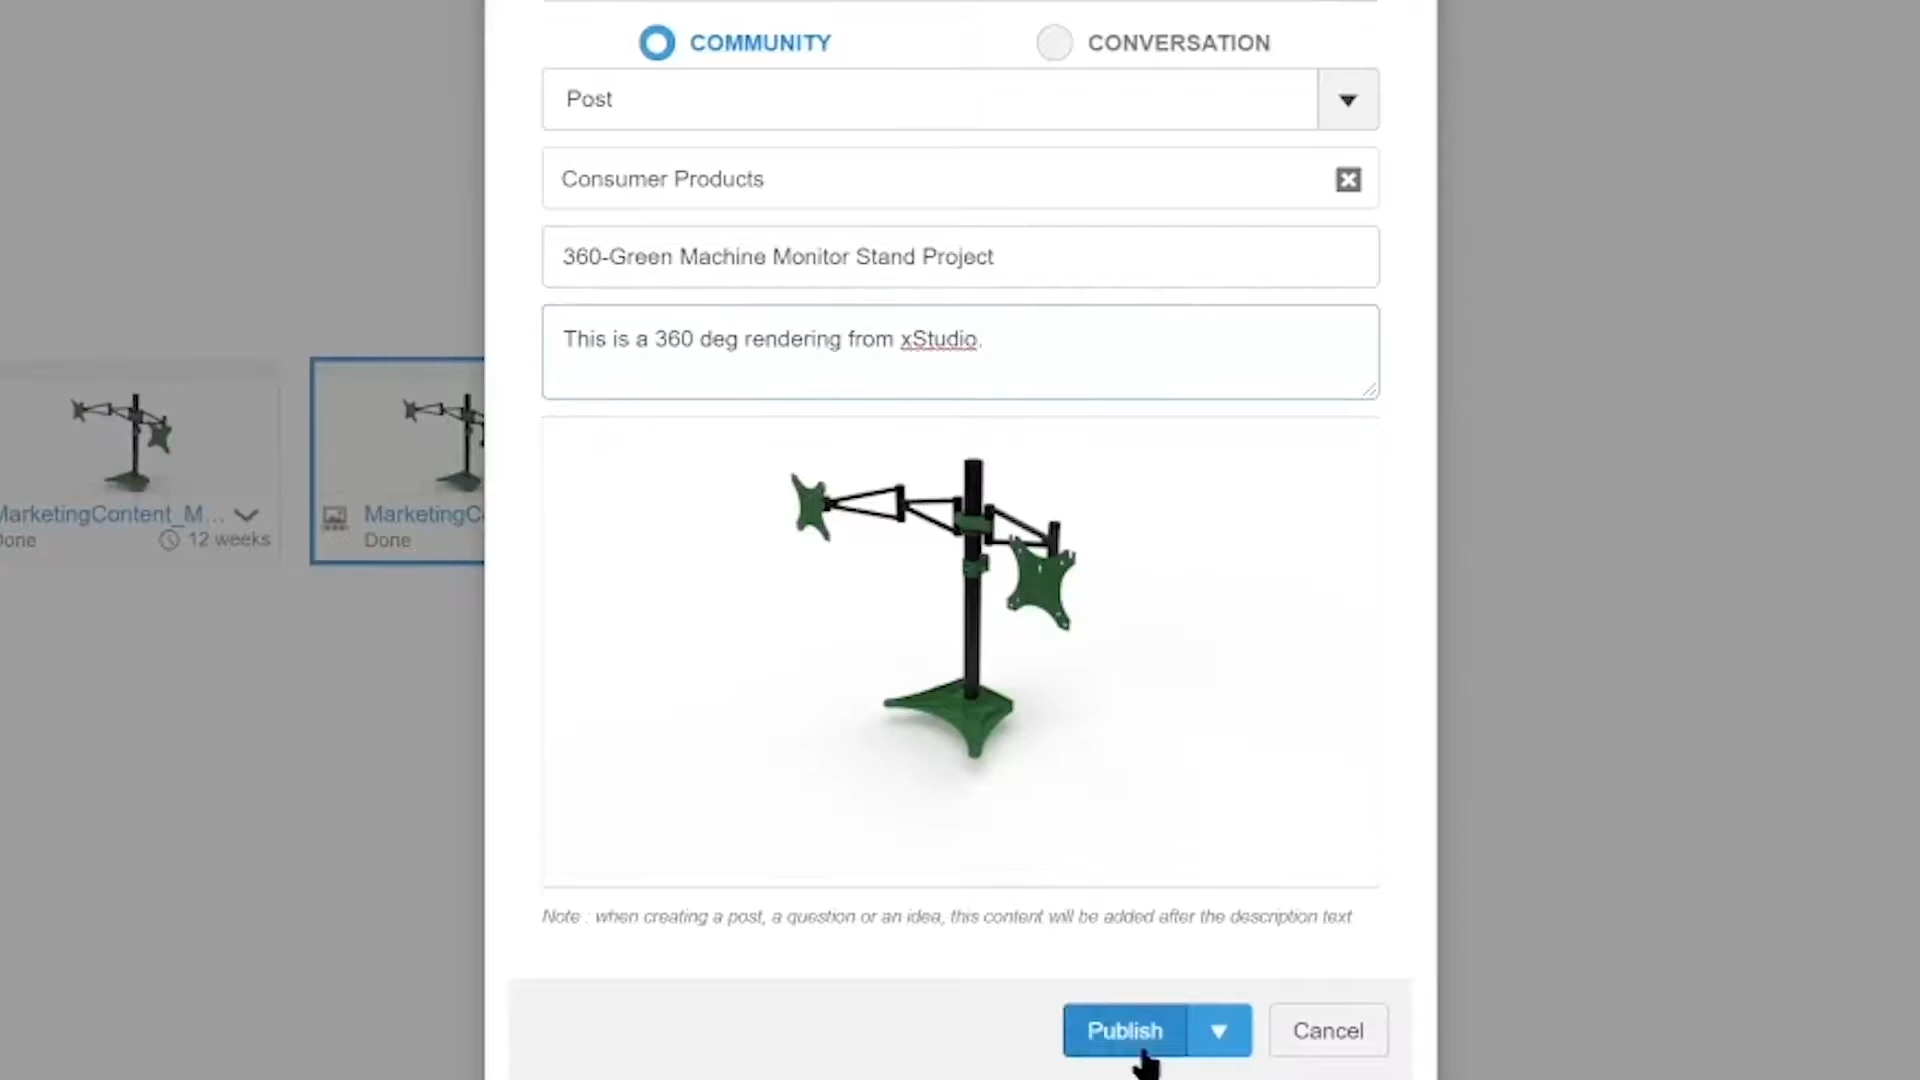 COMMUNITY
CONVERSATION
Post
Consumer Products
360-Green Machine Monitor Stand Project
This is a 360 deg rendering from xStudio.
MarketingContent_M...
Done
12 weeks
MarketingC
Done
Note : when creating a post, a question or an idea, this content will be added after the description text
Publish
Cancel